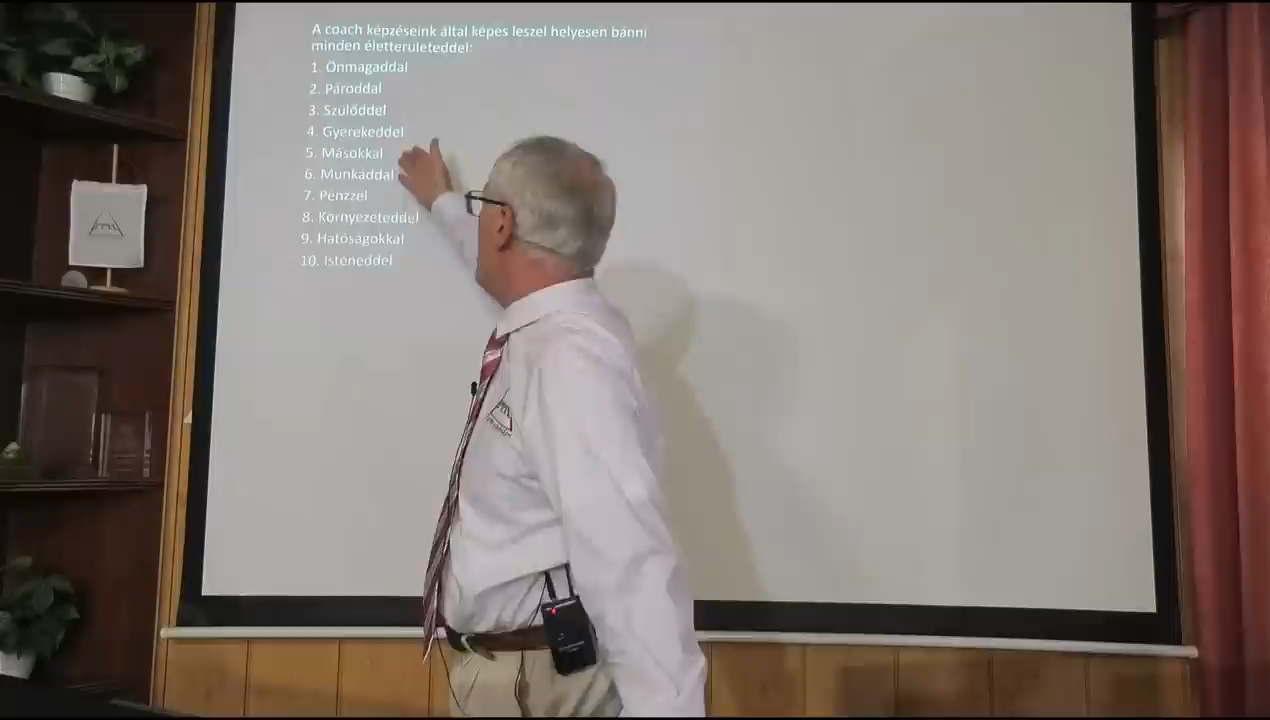 A coach képzéseink által képes leszel helyesen bánni
minden életterületeddel:
1. Önmagaddal
2. Pároddal
3. Szülőddel
4. Gyerekeddel
5. Másokkal
6. Munkáddal
7. Pénzzel
8. Környezeteddel
9. Hatóságokkal
10. Isteneddel